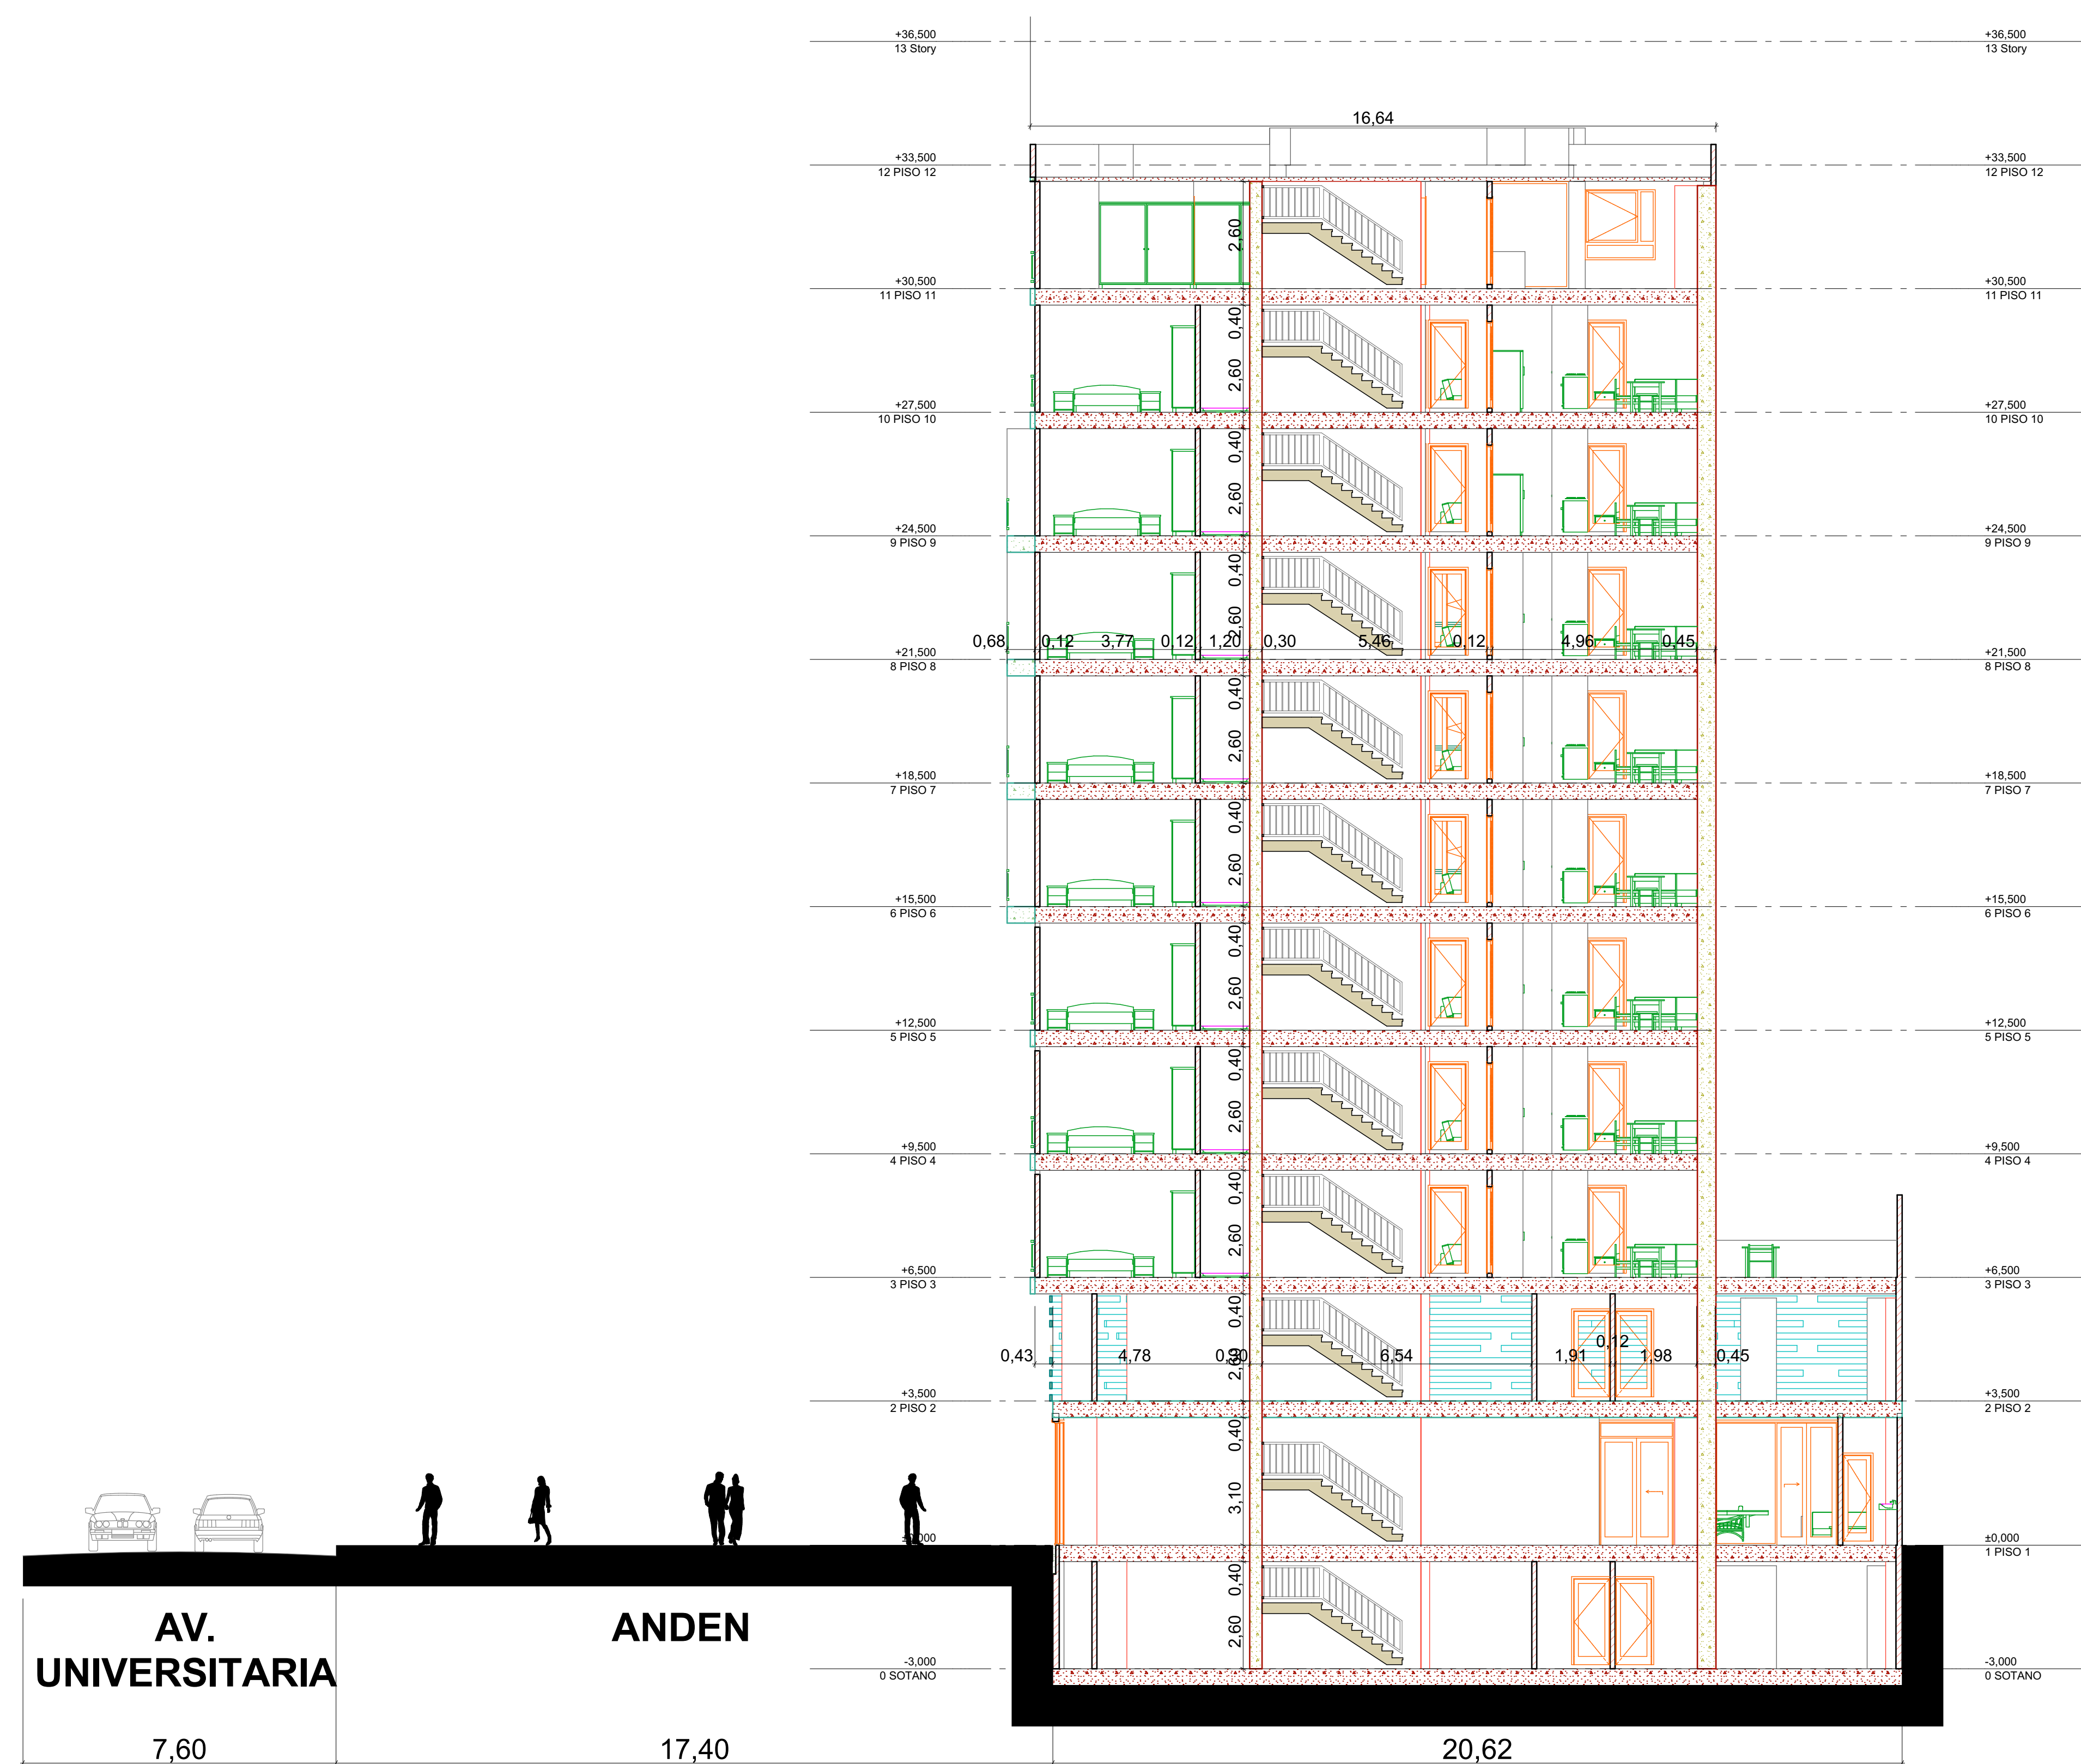 +36,500
13 Story
+36,500
13 Story
16,64
+33,500
12 PISO 12
+33,500
12 PISO 12
2,60
+30,500
11 PISO 11
+30,500
11 PISO 11
0,40
2,60
+27,500
10 PISO 10
+27,500
10 PISO 10
0,40
2,60
+24,500
9 PISO 9
+24,500
9 PISO 9
0,40
2,60
0,68 0,12 3,77 0,12 1,20 0,30 5,46 0,12 4,96 0,45
+21,500
8 PISO 8
+21,500
8 PISO 8
0,40
2,60
+18,500
7 PISO 7
+18,500
7 PISO 7
0,40
2,60
+15,500
6 PISO 6
+15,500
6 PISO 6
0,40
2,60
+12,500
5 PISO 5
+12,500
5 PISO 5
0,40
2,60
+9,500
4 PISO 4
+9,500
4 PISO 4
0,40
2,60
+6,500
3 PISO 3
+6,500
3 PISO 3
0,40
2,60
0,12
0,43 4,78 6,54 1,91 1,98 0,45
+3,500
2 PISO 2
+3,500
2 PISO 2
0,40
3,10
±0,000
±0,000
1 PISO 1
0,40
2,60
AV.
UNIVERSITARIA
ANDEN
-3,000
0 SOTANO
-3,000
0 SOTANO
7,60 17,40 20,62